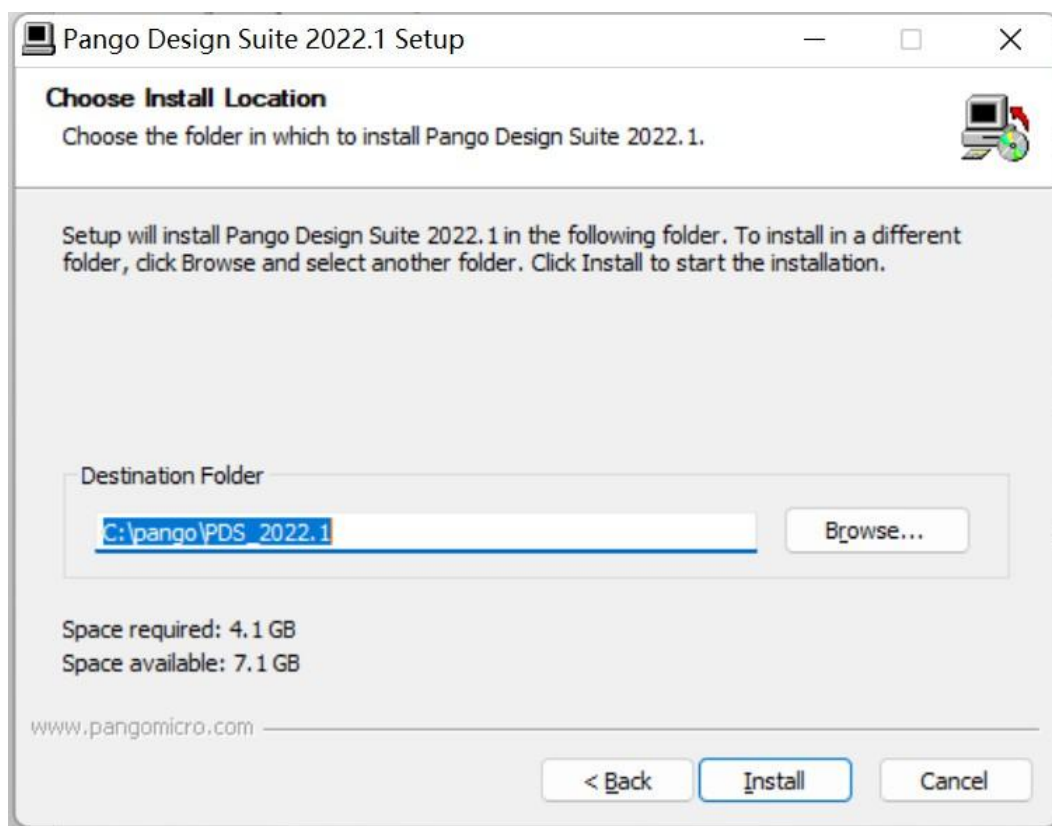 Pango Design Suite 2022.1 Setup
Choose Install Location
Choose the folder in which to install Pango Design Suite 2022.1.
Setup will install Pango Design Suite 2022.1 in the following folder. To install in a different
folder, click Browse and select another folder. Click Install to start the installation.
Destination Folder
C:\pango\PDS_2022.1
Browse...
Space required: 4.1 GB
Space available: 7.1 GB
www.pangomicro.com
< Back
Install
Cancel